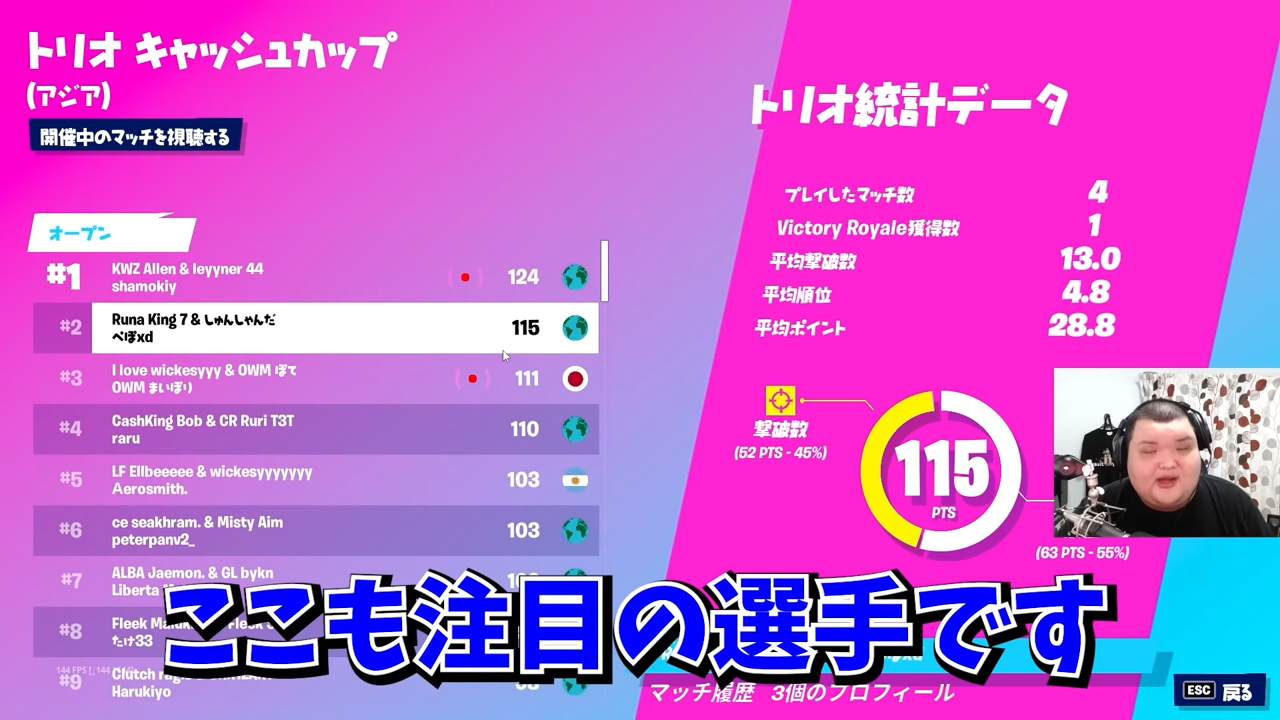 トリオ キャッシュカップ
(アジア)
開催中のマッチを視聴する
オープン
#1 KWZ Allen & leyyner 44 124
shamokiy
#2 Runa King 7 & しゅんしゃんだ 115
ぺぽxd
#3 I love wickesyyy & OWM ぽて 111
OWM まいぽり
#4 CashKing Bob & CR Ruri T3T 110
raru
#5 LF Ellbeeeee & wickesyyyyyyy 103
Aerosmith.
#6 ce seakhram. & Misty Aim 103
peterpanv2_
#7 ALBA Jaemon. & GL bykn
Liberta
#8 Fleek
たけ33
#9 Clutch
Harukiyo
144 FPS
トリオ統計データ
プレイしたマッチ数 4
Victory Royale獲得数 1
平均撃破数 13.0
平均順位 4.8
平均ポイント 28.8
撃破数
(52 PTS - 45%)
115
PTS
(63 PTS - 55%)
ここも注目の選手です
マッチ履歴 3個のプロフィール
ESC 戻る